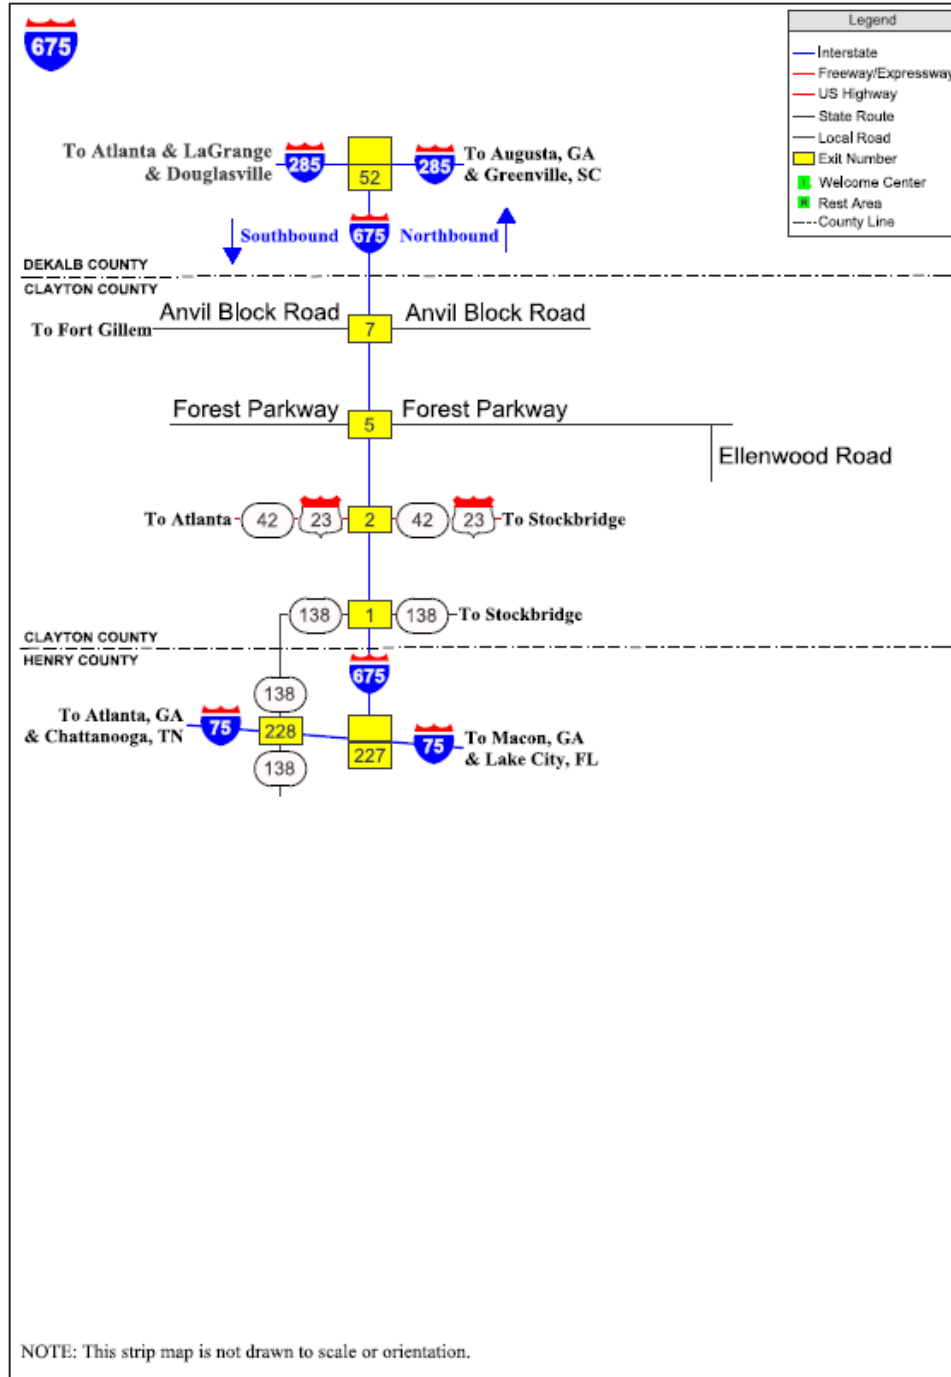 675
Legend
Interstate
Freeway/Expressway
US Highway
State Route
Local Road
Exit Number
I Welcome Center
R Rest Area
County Line
To Atlanta & LaGrange
& Douglasville
285
52
285
To Augusta, GA
& Greenville, SC
Southbound
675
Northbound
DEKALB COUNTY
CLAYTON COUNTY
To Fort Gillem
Anvil Block Road
7
Anvil Block Road
Forest Parkway
5
Forest Parkway
Ellenwood Road
To Atlanta
42
23
2
42
23
To Stockbridge
138
1
138
To Stockbridge
CLAYTON COUNTY
HENRY COUNTY
675
138
To Atlanta, GA
& Chattanooga, TN
75
228
227
75
To Macon, GA
& Lake City, FL
138
NOTE: This strip map is not drawn to scale or orientation.